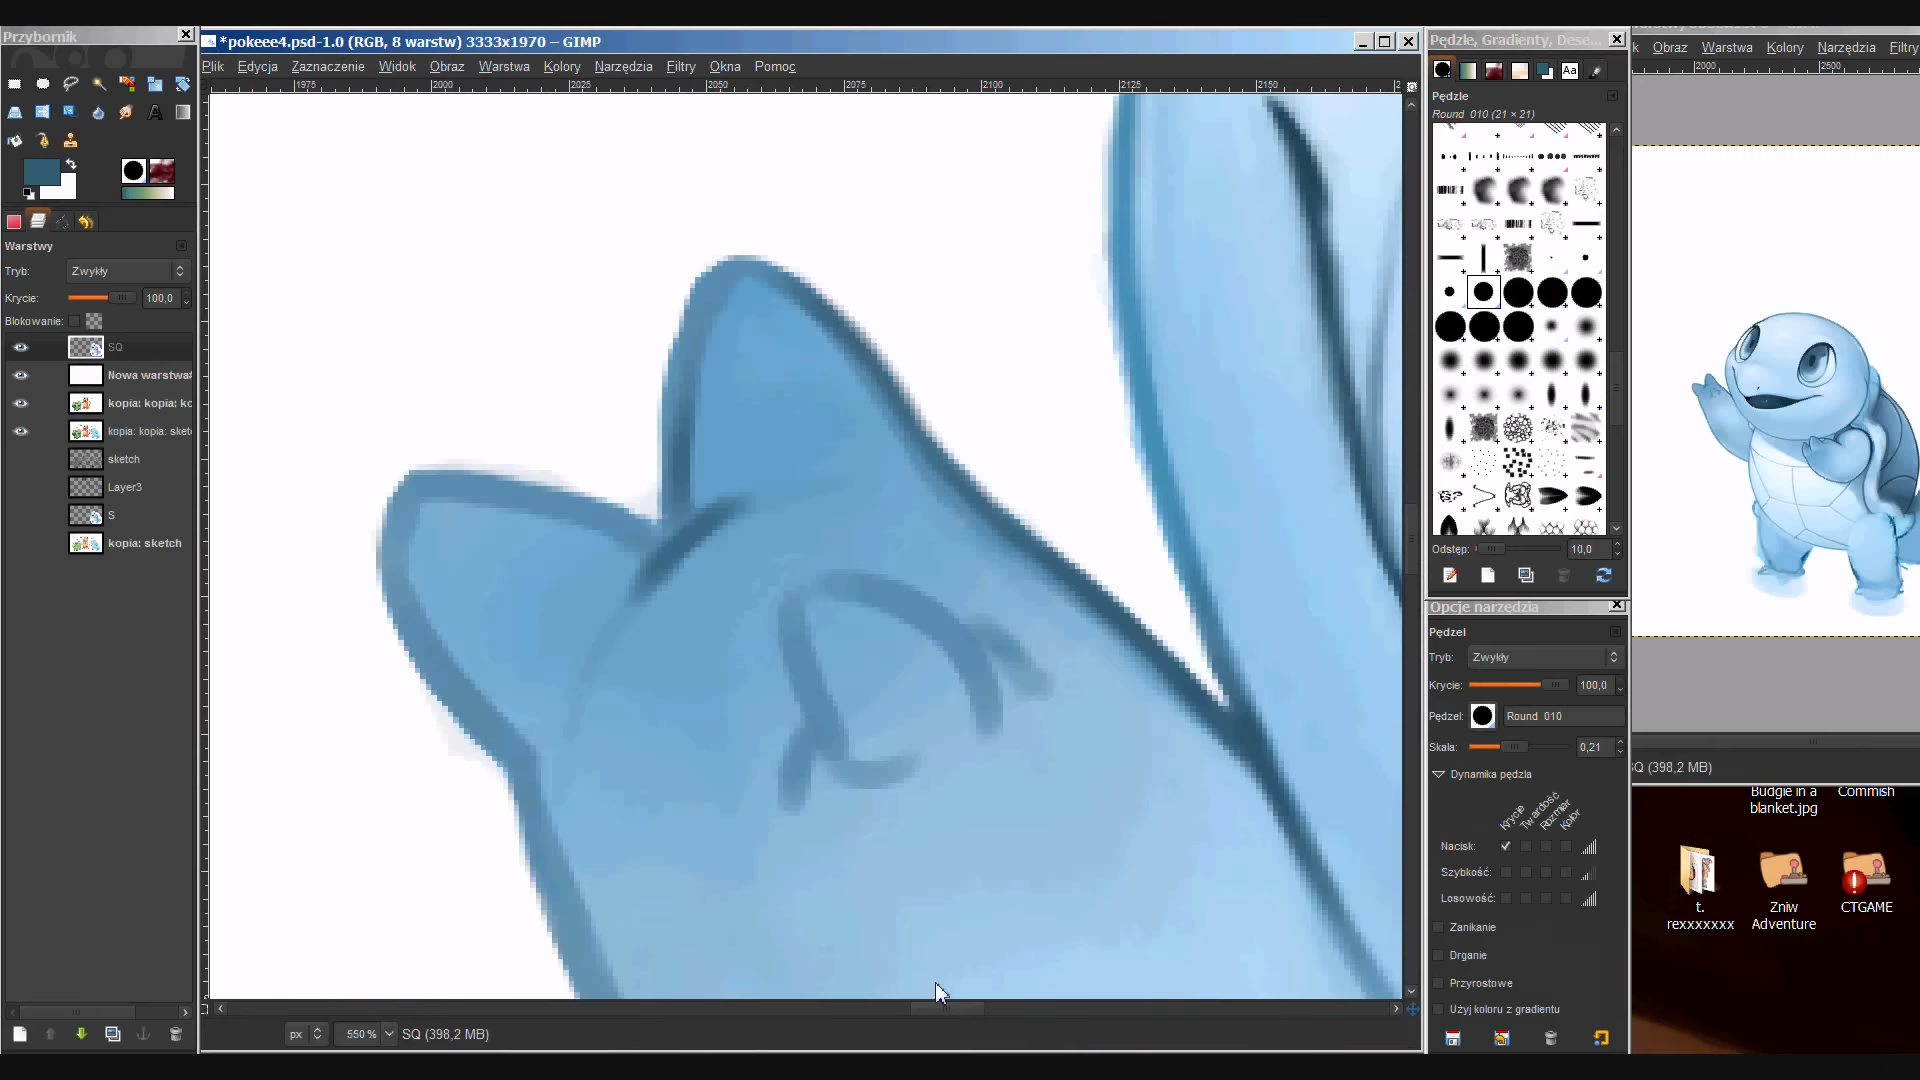 Przybornik
*pokeee4.psd-1.0 (RGB, 8 warstw) 3333x1970 – GIMP
Plik Edycja Zaznaczenie Widok Obraz Warstwa Kolory Narzędzia Filtry Okna Pomoc
1975 2000 2025 2050 2075 2100 2125 2150 2
Warstwy
Tryb: Zwykły
Krycie: 100,0
Blokowanie:
SQ
Nowa warstwa#
kopia: kopia: kc
kopia: kopia: sketc
sketch
Layer3
S
kopia: sketch
px 550 % SQ (398,2 MB)
Pędzle, Gradienty, Dese...
Aa
Pędzle
Round 010 (21 × 21)
Odstęp: 10,0
Opcje narzędzia
Pędzel
Tryb: Zwykły
Krycie: 100,0
Pędzel: Round 010
Skala: 0,21
Dynamika pędzla
Krycie Twardość Rozmiar Kolor
Nacisk:
Szybkość:
Losowość:
Zanikanie
Drganie
Przyrostowe
Użyj koloru z gradientu
k Obraz Warstwa Kolory Narzędzia Filtry
2000 2500
SQ (398,2 MB)
Budgie in a blanket.jpg
Commish
t. rexxxxxxx
Zniw Adventure
CTGAME